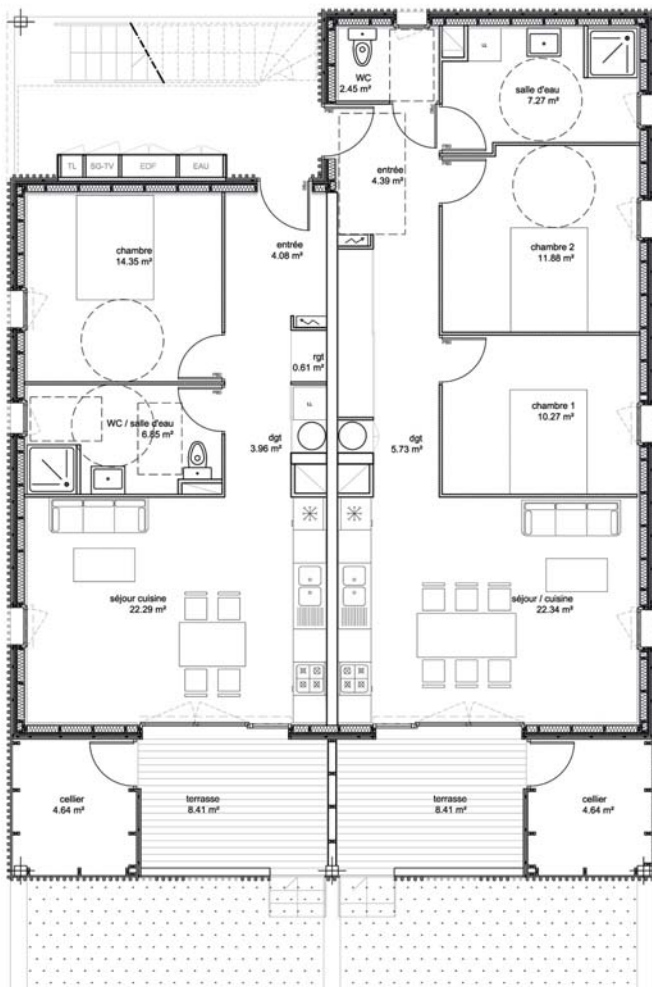 WC
2.45 m²
LL
salle d'eau
7.27 m²
TL
SG-TV
EDF
EAU
entrée
4.39 m²
chambre
14.35 m²
entrée
4.08 m²
chambre 2
11.88 m²
rgt
0.61 m²
LL
chambre 1
10.27 m²
WC / salle d'eau
6.85 m²
dgt
3.96 m²
dgt
5.73 m²
séjour cuisine
22.29 m²
séjour / cuisine
22.34 m²
cellier
4.64 m²
terrasse
8.41 m²
terrasse
8.41 m²
cellier
4.64 m²